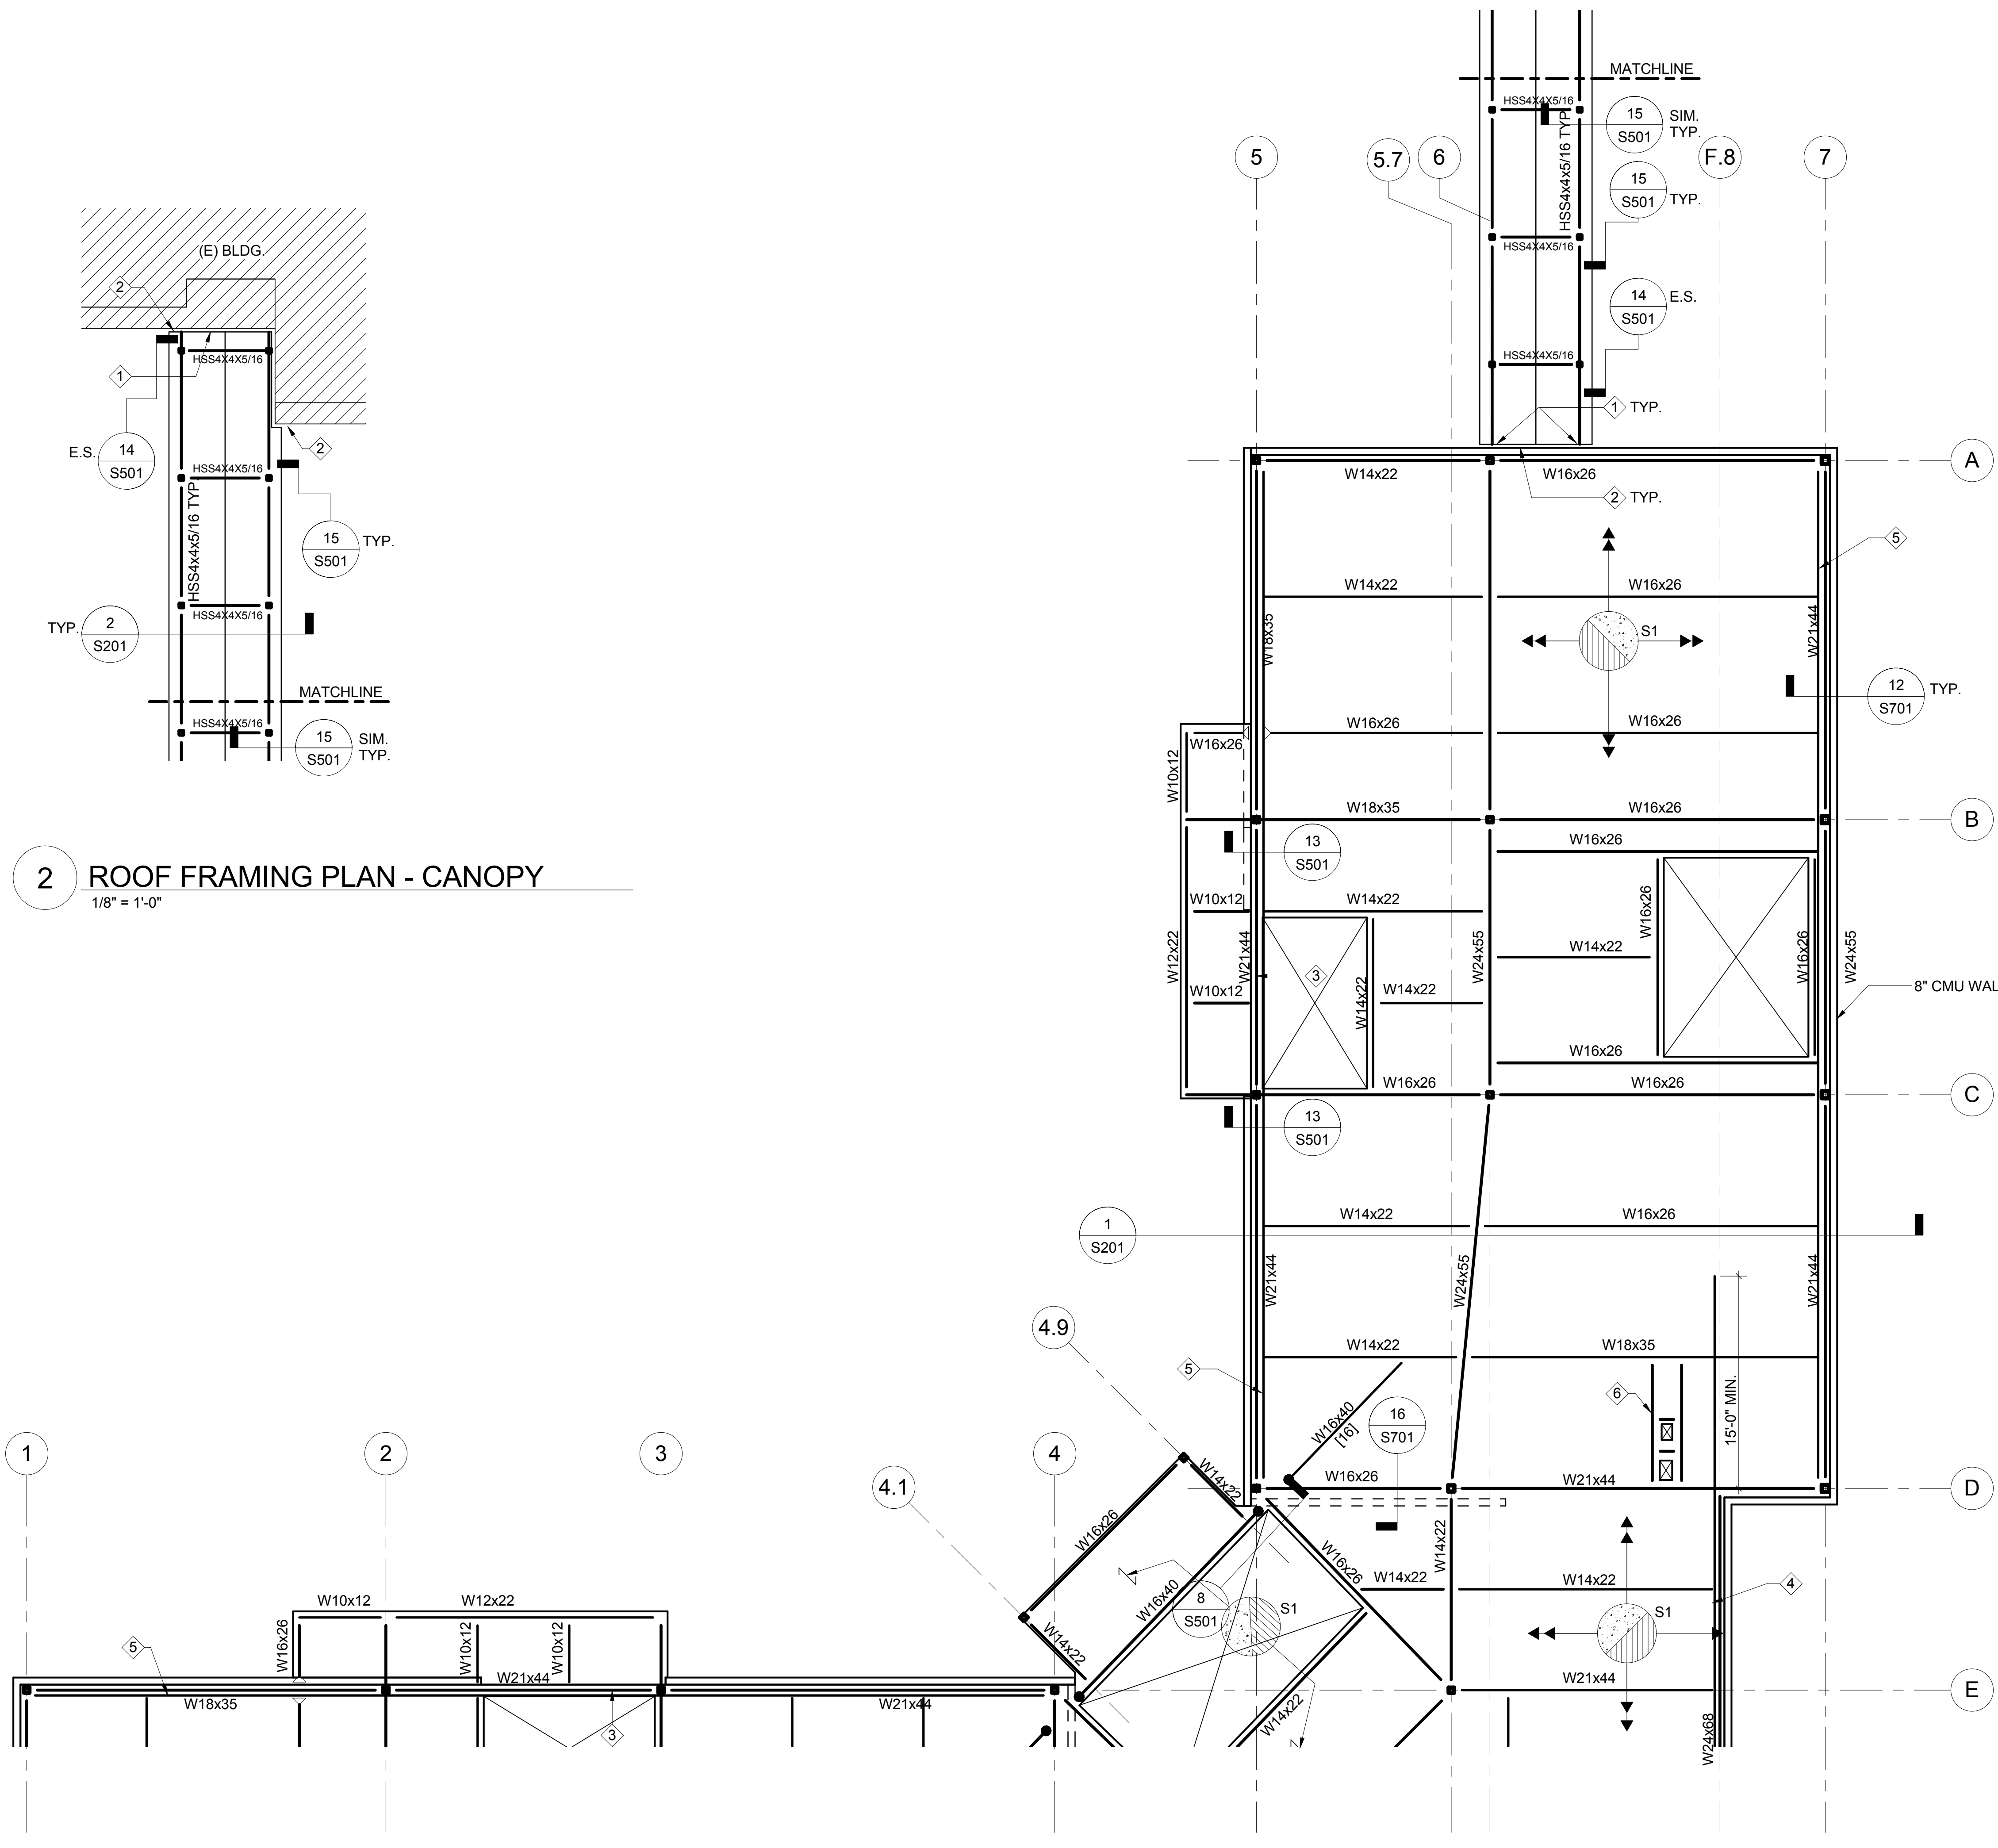 MATCHLINE
HSS4X4X5/16
15
S501
SIM.
TYP.
HSS4x4x5/16 TYP.
5
5.7
6
F.8
7
15
S501
TYP.
HSS4X4X5/16
14
S501
E.S.
HSS4X4X5/16
1
TYP.
(E) BLDG.
2
HSS4X4X5/16
1
14
S501
E.S.
2
HSS4X4X5/16
HSS4x4x5/16 TYP.
15
S501
TYP.
HSS4X4X5/16
TYP.
2
S201
MATCHLINE
HSS4X4X5/16
15
S501
SIM.
TYP.
2
ROOF FRAMING PLAN - CANOPY
1/8" = 1'-0"
A
W14x22
W16x26
2
TYP.
5
W14x22
W16x26
W18x35
S1
W21x44
12
S701
TYP.
W16x26
W16x26
W16x26
W10x12
W18x35
W16x26
B
13
S501
W16x26
W10x12
W14x22
W16x26
W12x22
W21x44
W24x55
W14x22
W16x26
W24x55
3
8" CMU WAL
W10x12
W14x22
W14x22
W16x26
W16x26
W16x26
C
13
S501
W14x22
W16x26
1
S201
W21x44
W24x55
W21x44
4.9
W14x22
W18x35
5
6
15'-0" MIN.
W16x40
[16]
16
S701
1
2
3
4
4.1
W14x22
W16x26
W21x44
D
W16x26
W14x22
W16x26
W14x22
W14x22
4
W16x40
8
S501
S1
S1
W10x12
W12x22
W16x26
W10x12
W10x12
W14x22
5
W21x44
W18x35
W21x44
3
W14x22
W21x44
E
W24x68